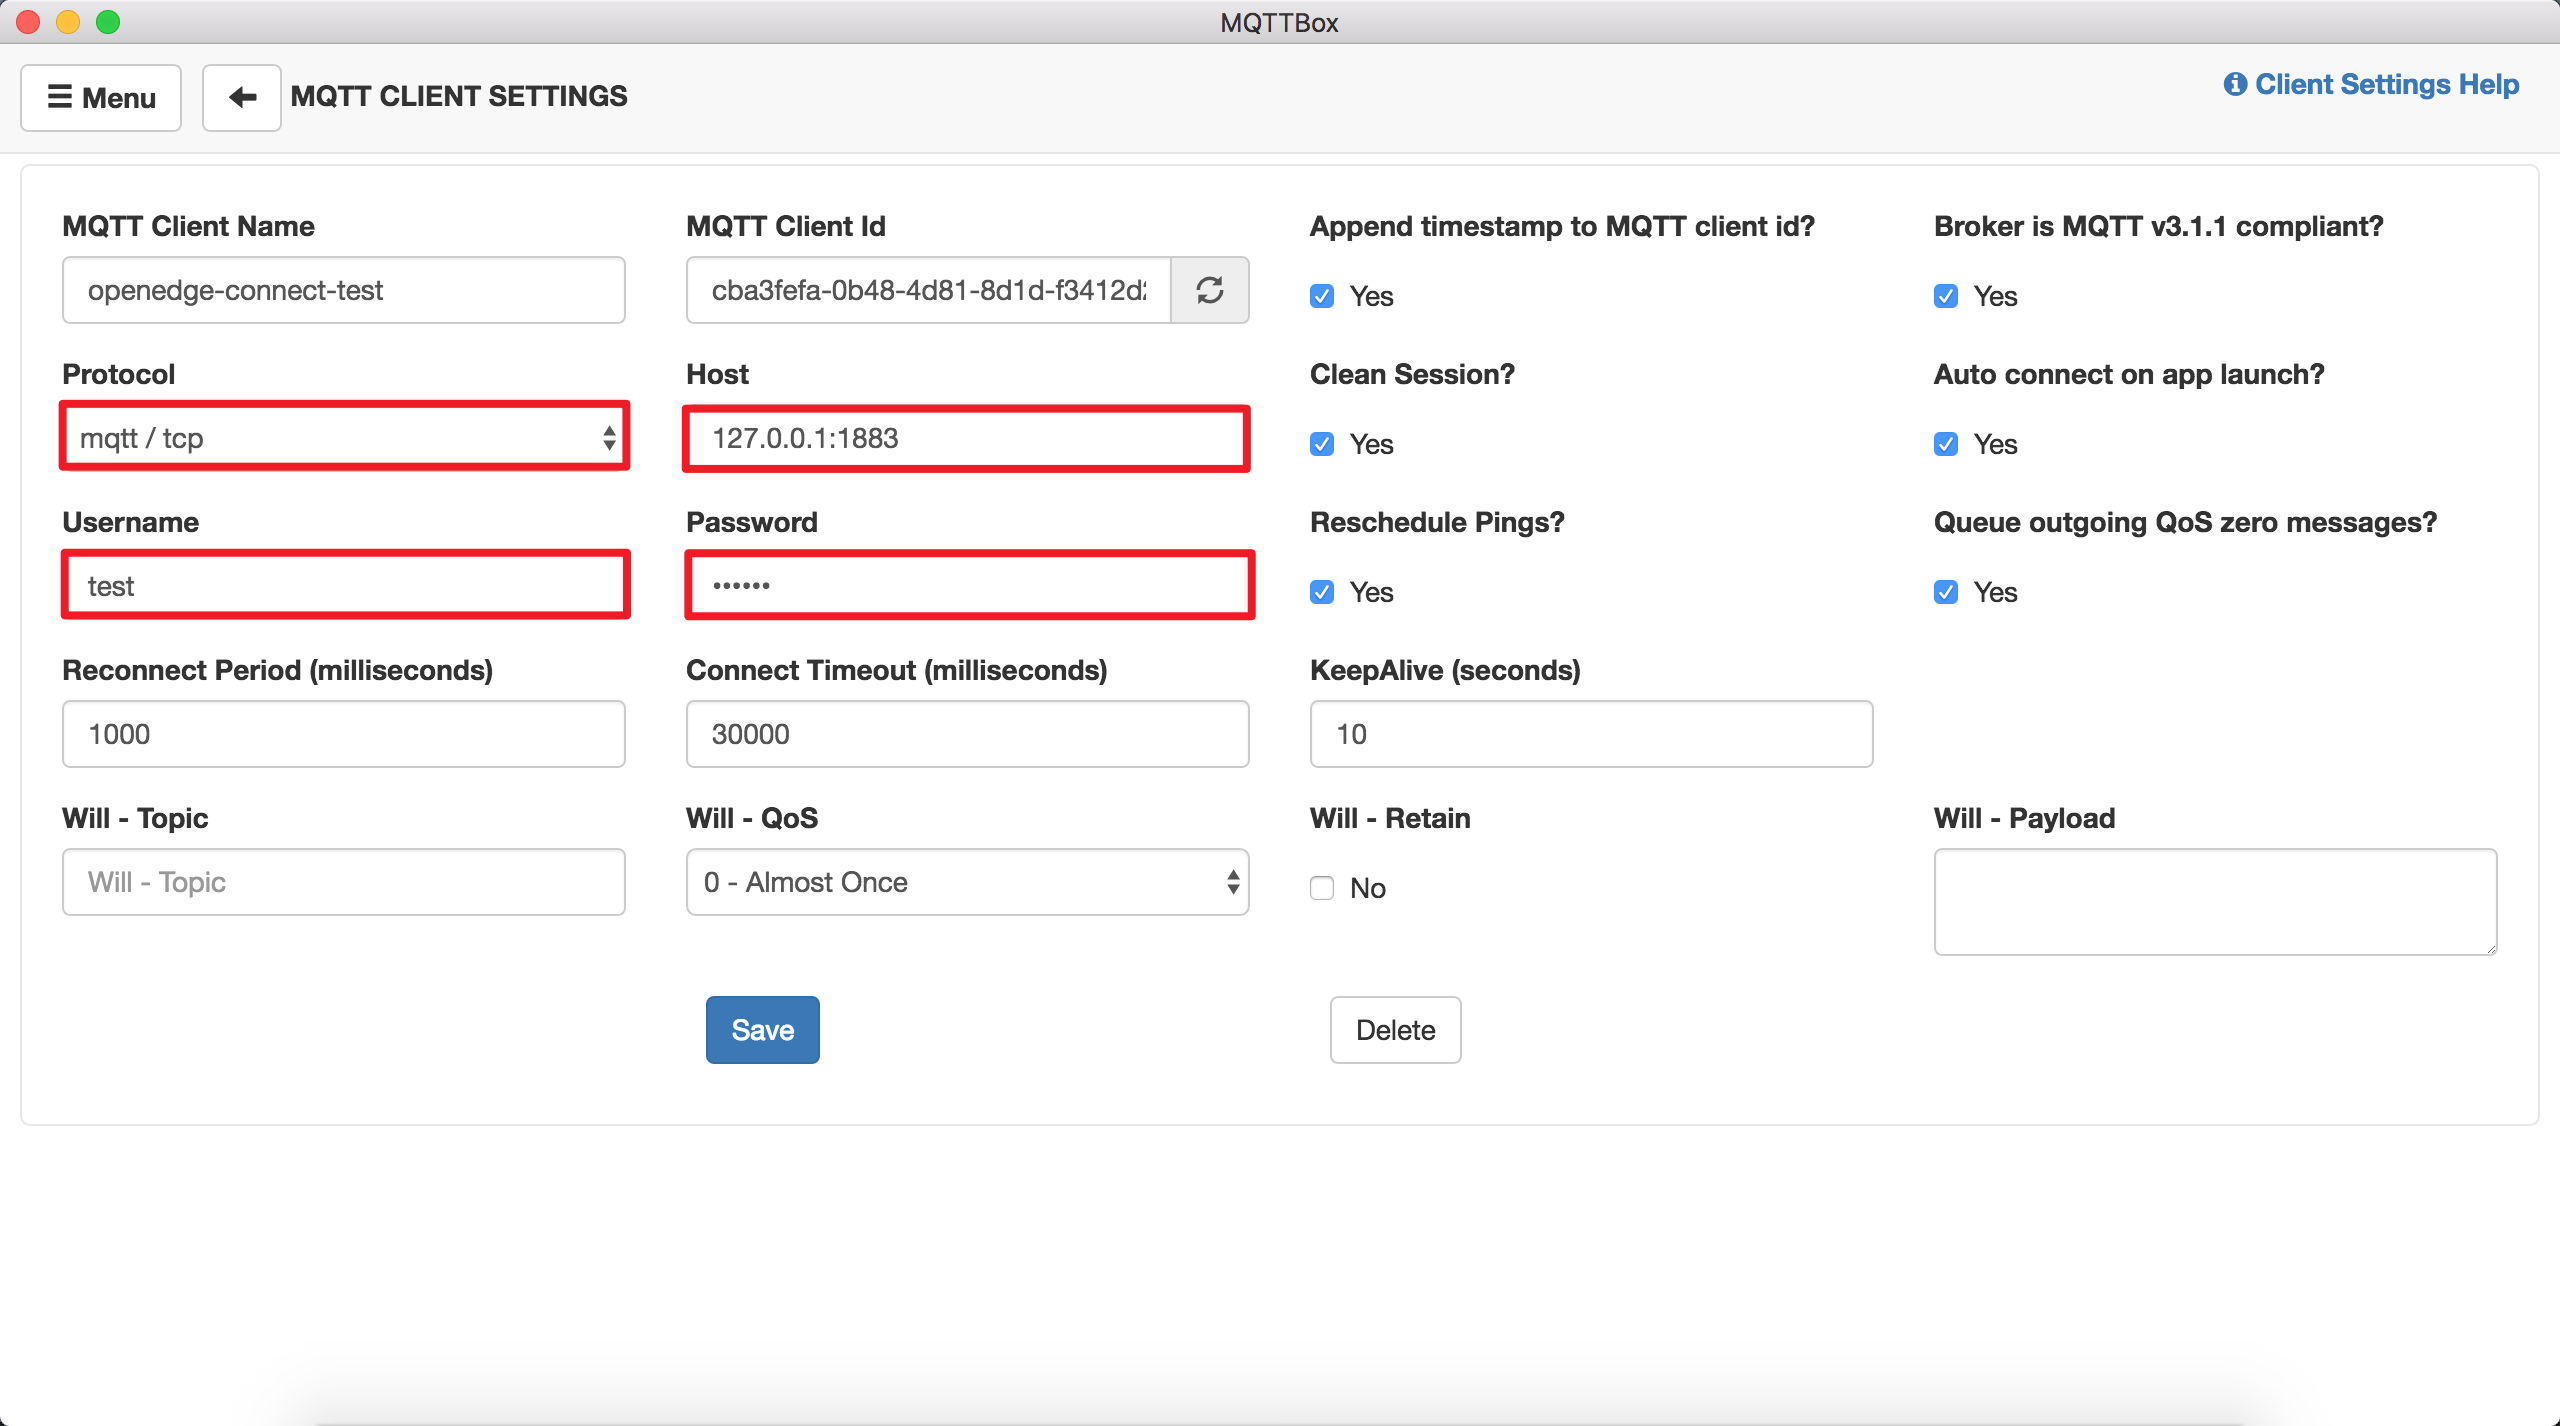 MQTTBox
Menu
MQTT CLIENT SETTINGS
Client Settings Help
MQTT Client Name
MQTT Client Id
Append timestamp to MQTT client id?
Broker is MQTT v3.1.1 compliant?
openedge-connect-test
cba3fefa-0b48-4d81-8d1d-f3412d
Yes
Yes
Protocol
Host
Clean Session?
Auto connect on app launch?
mqtt / tcp
127.0.0.1:1883
Yes
Yes
Username
Password
Reschedule Pings?
Queue outgoing QoS zero messages?
test
••••••
Yes
Yes
Reconnect Period (milliseconds)
Connect Timeout (milliseconds)
KeepAlive (seconds)
1000
30000
10
Will - Topic
Will - QoS
Will - Retain
Will - Payload
Will - Topic
0 - Almost Once
No
Save
Delete